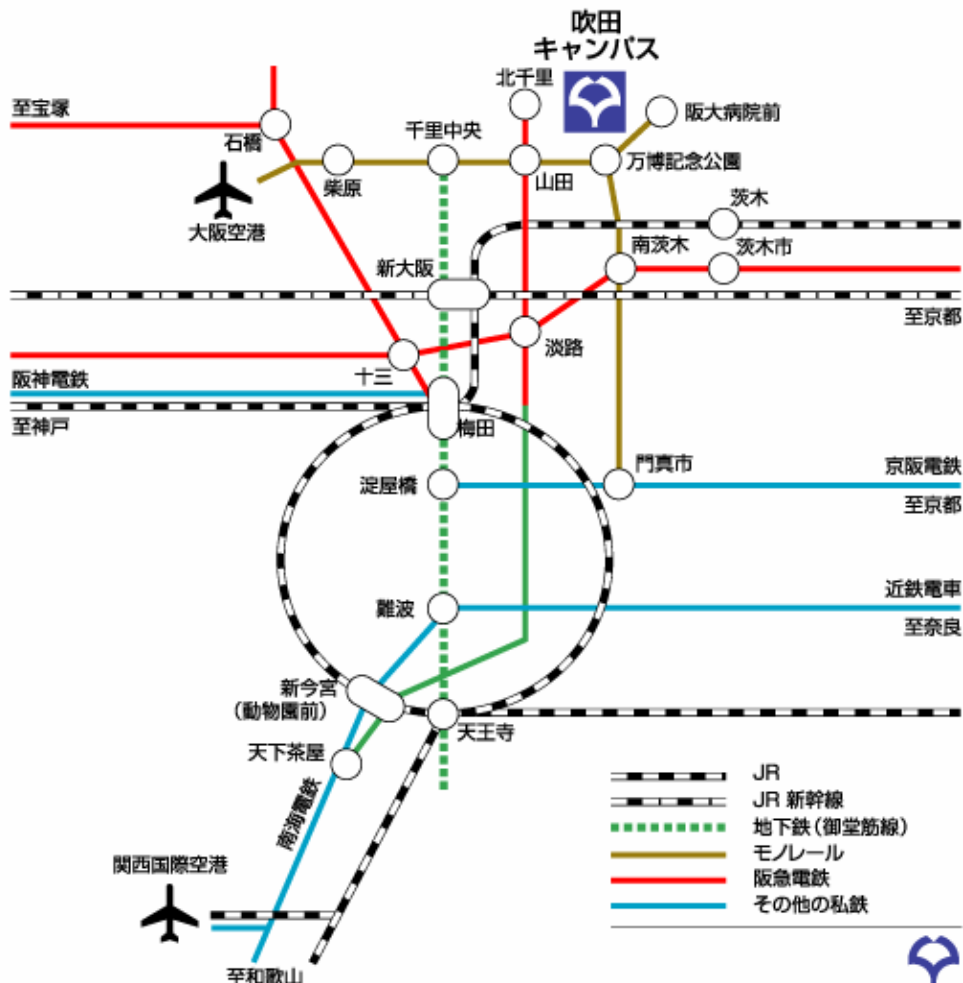 吹田
キャンパス
北千里
至宝塚
石橋
千里中央
阪大病院前
柴原
山田
万博記念公園
大阪空港
茨木
新大阪
南茨木
茨木市
至京都
淡路
十三
阪神電鉄
至神戸
梅田
淀屋橋
門真市
京阪電鉄
至京都
難波
近鉄電車
至奈良
新今宮
(動物園前)
天王寺
天下茶屋
南海電鉄
関西国際空港
至和歌山
JR
JR 新幹線
地下鉄(御堂筋線)
モノレール
阪急電鉄
その他の私鉄